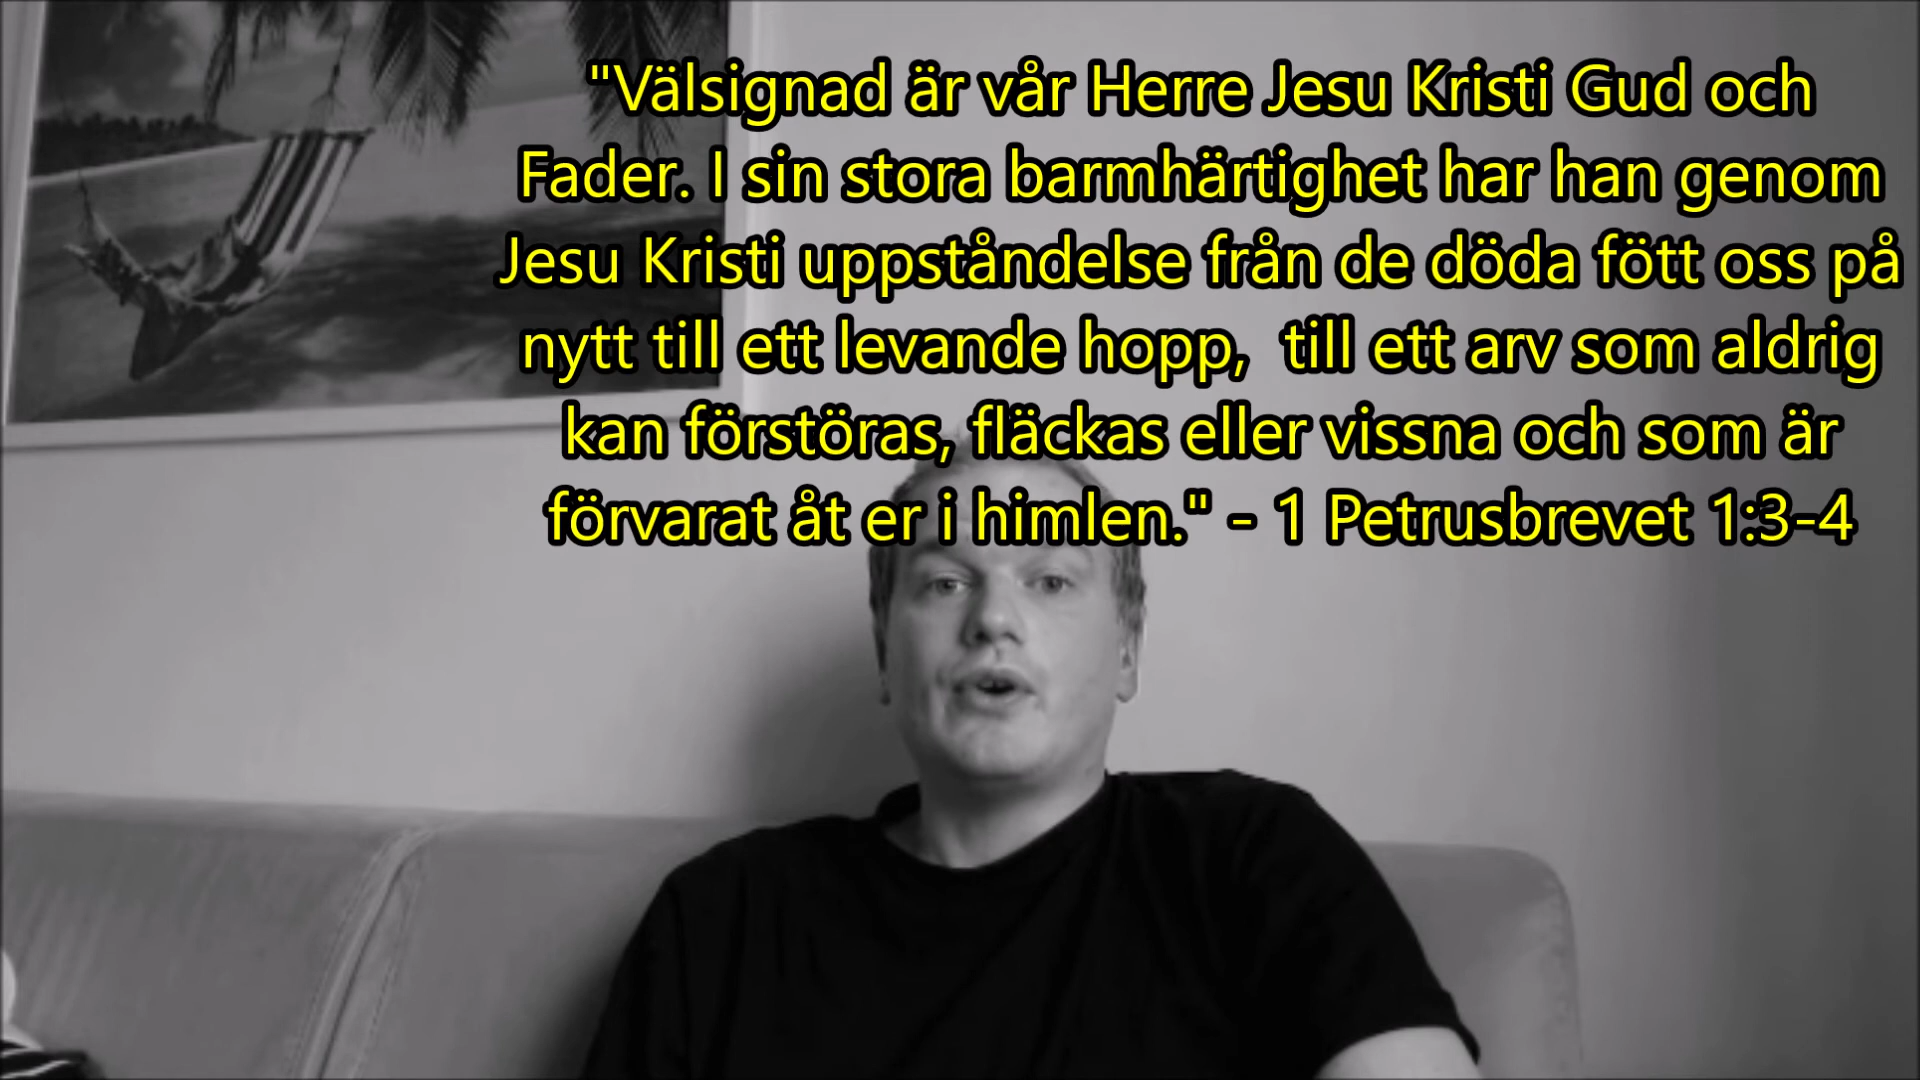 "Välsignad är vår Herre Jesu Kristi Gud och
Fader. I sin stora barmhärtighet har han genom
Jesu Kristi uppståndelse från de döda fött oss på
nytt till ett levande hopp,  till ett arv som aldrig
kan förstöras, fläckas eller vissna och som är
förvarat åt er i himlen." - 1 Petrusbrevet 1:3-4